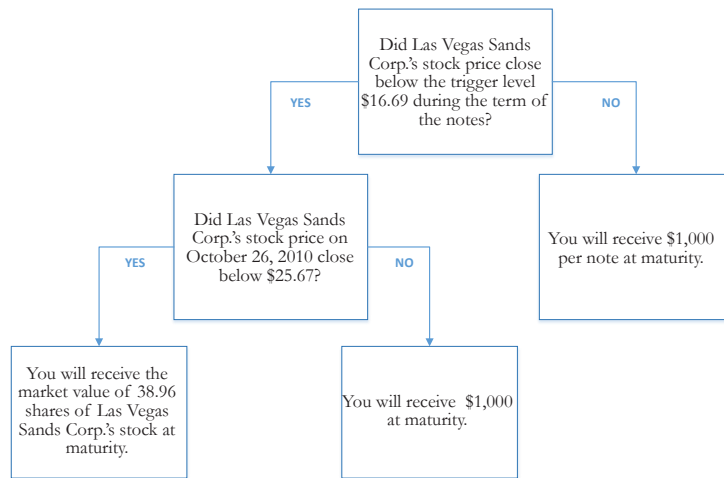 Did Las Vegas Sands
Corp.'s stock price close
below the trigger level
$16.69 during the term of
the notes?
YES
NO
Did Las Vegas Sands
Corp.'s stock price on
October 26, 2010 close
below $25.67?
You will receive $1,000
per note at maturity.
YES
NO
You will receive the
market value of 38.96
shares of Las Vegas
Sands Corp.'s stock at
maturity.
You will receive $1,000
at maturity.